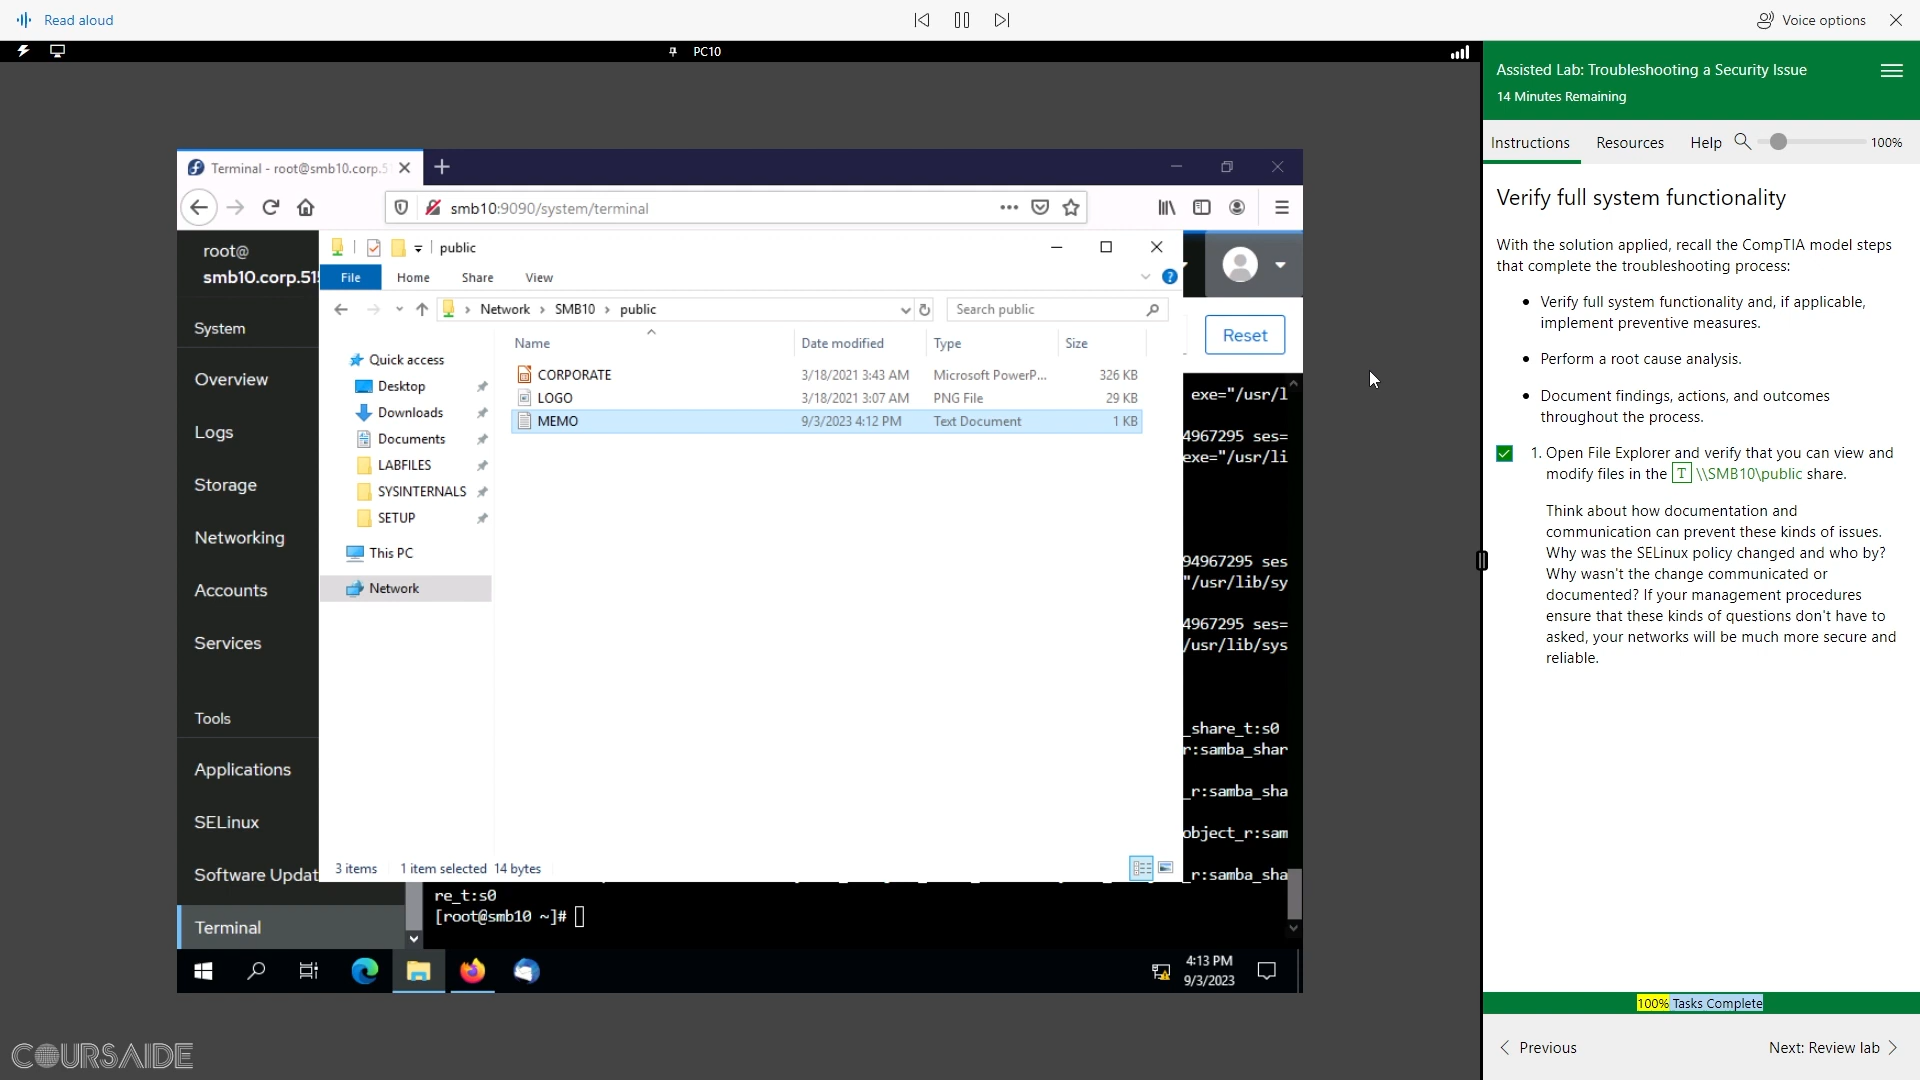 Read aloud
Voice options
PC10
Assisted Lab: Troubleshooting a Security Issue
14 Minutes Remaining
Instructions Resources Help 100%
Verify full system functionality
With the solution applied, recall the CompTIA model steps
that complete the troubleshooting process:
• Verify full system functionality and, if applicable,
implement preventive measures.
• Perform a root cause analysis.
• Document findings, actions, and outcomes
throughout the process.
1. Open File Explorer and verify that you can view and
modify files in the T \\SMB10\public share.
Think about how documentation and
communication can prevent these kinds of issues.
Why was the SELinux policy changed and who by?
Why wasn't the change communicated or
documented? If your management procedures
ensure that these kinds of questions don't have to
asked, your networks will be much more secure and
reliable.
100% Tasks Complete
Previous
Next: Review lab
Terminal - root@smb10.corp.5
smb10:9090/system/terminal
root@
smb10.corp.51
System
Overview
Logs
Storage
Networking
Accounts
Services
Tools
Applications
SELinux
Software Updat
Terminal
public
File Home Share View
Network › SMB10 › public
Search public
Quick access
Desktop
Downloads
Documents
LABFILES
SYSINTERNALS
SETUP
This PC
Network
Name Date modified Type Size
CORPORATE 3/18/2021 3:43 AM Microsoft PowerP... 326 KB
LOGO 3/18/2021 3:07 AM PNG File 29 KB
MEMO 9/3/2023 4:12 PM Text Document 1 KB
3 items 1 item selected 14 bytes
Reset
exe="/usr/l
4967295 ses=
exe="/usr/li
94967295 ses
"/usr/lib/sy
4967295 ses=
/usr/lib/sys
_share_t:s0
r:samba_shar
_r:samba_sha
object_r:sam
_r:samba_sha
re_t:s0
[root@smb10 ~]#
4:13 PM
9/3/2023
COURSAIDE